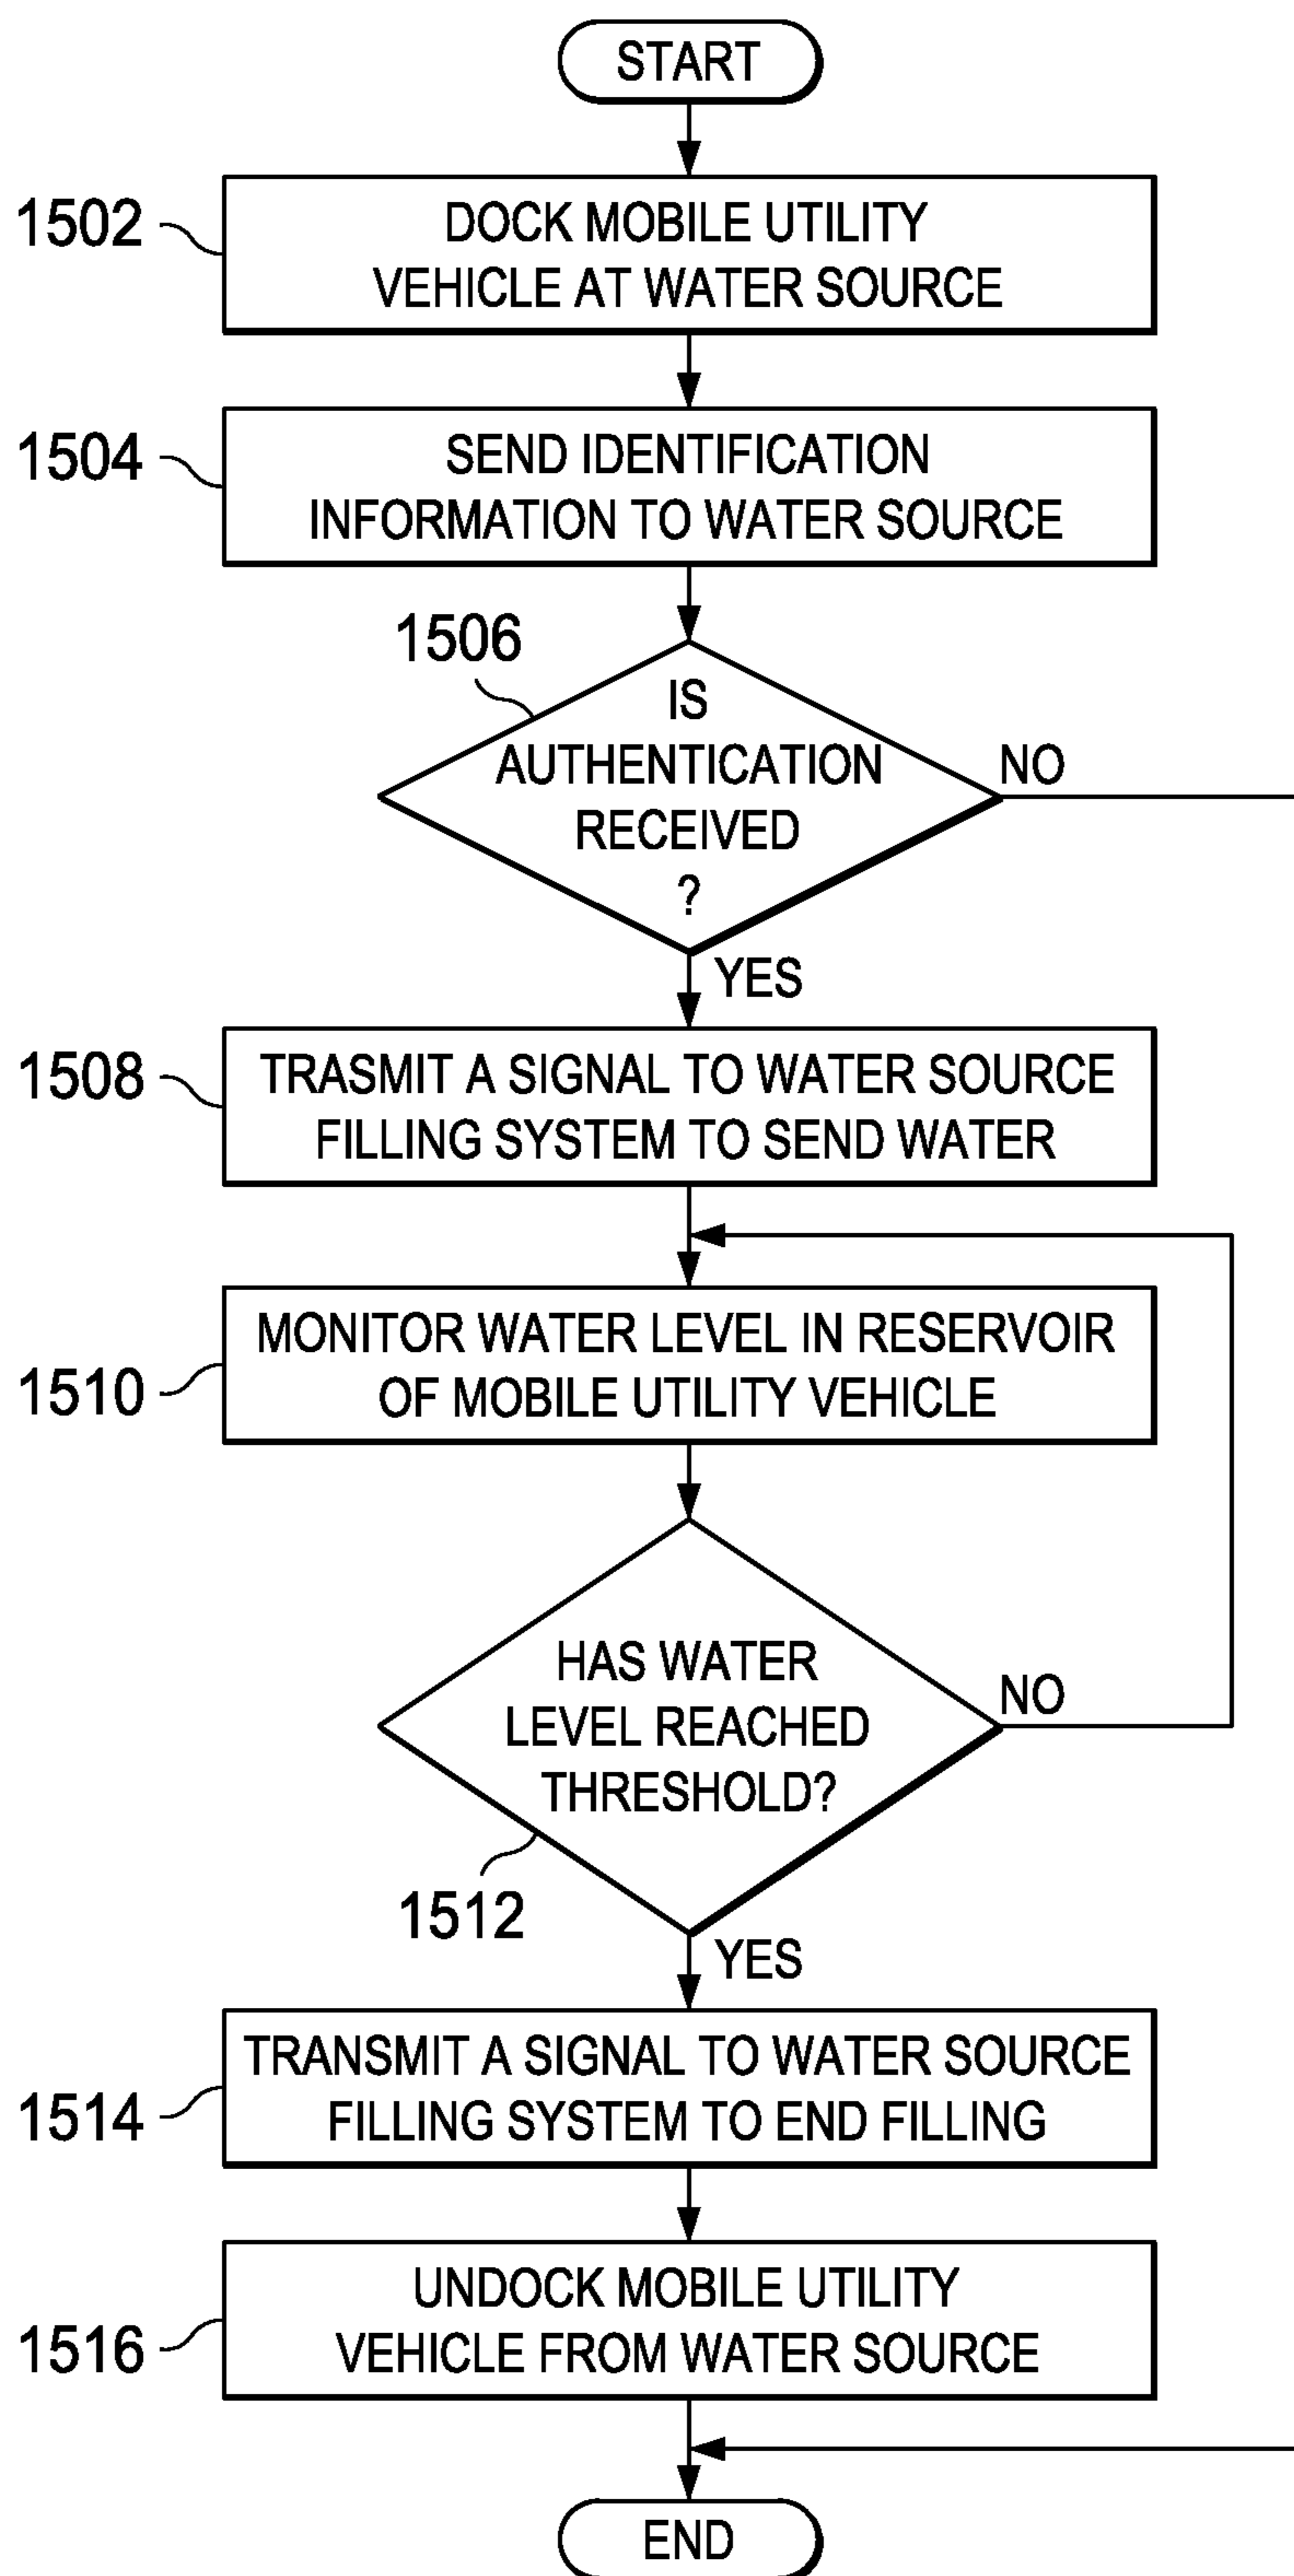 START
1502
DOCK MOBILE UTILITY
VEHICLE AT WATER SOURCE
1504
SEND IDENTIFICATION
INFORMATION TO WATER SOURCE
1506
IS
AUTHENTICATION
RECEIVED
?
NO
YES
1508
TRASMIT A SIGNAL TO WATER SOURCE
FILLING SYSTEM TO SEND WATER
1510
MONITOR WATER LEVEL IN RESERVOIR
OF MOBILE UTILITY VEHICLE
HAS WATER
LEVEL REACHED
THRESHOLD?
NO
1512
YES
1514
TRANSMIT A SIGNAL TO WATER SOURCE
FILLING SYSTEM TO END FILLING
1516
UNDOCK MOBILE UTILITY
VEHICLE FROM WATER SOURCE
END